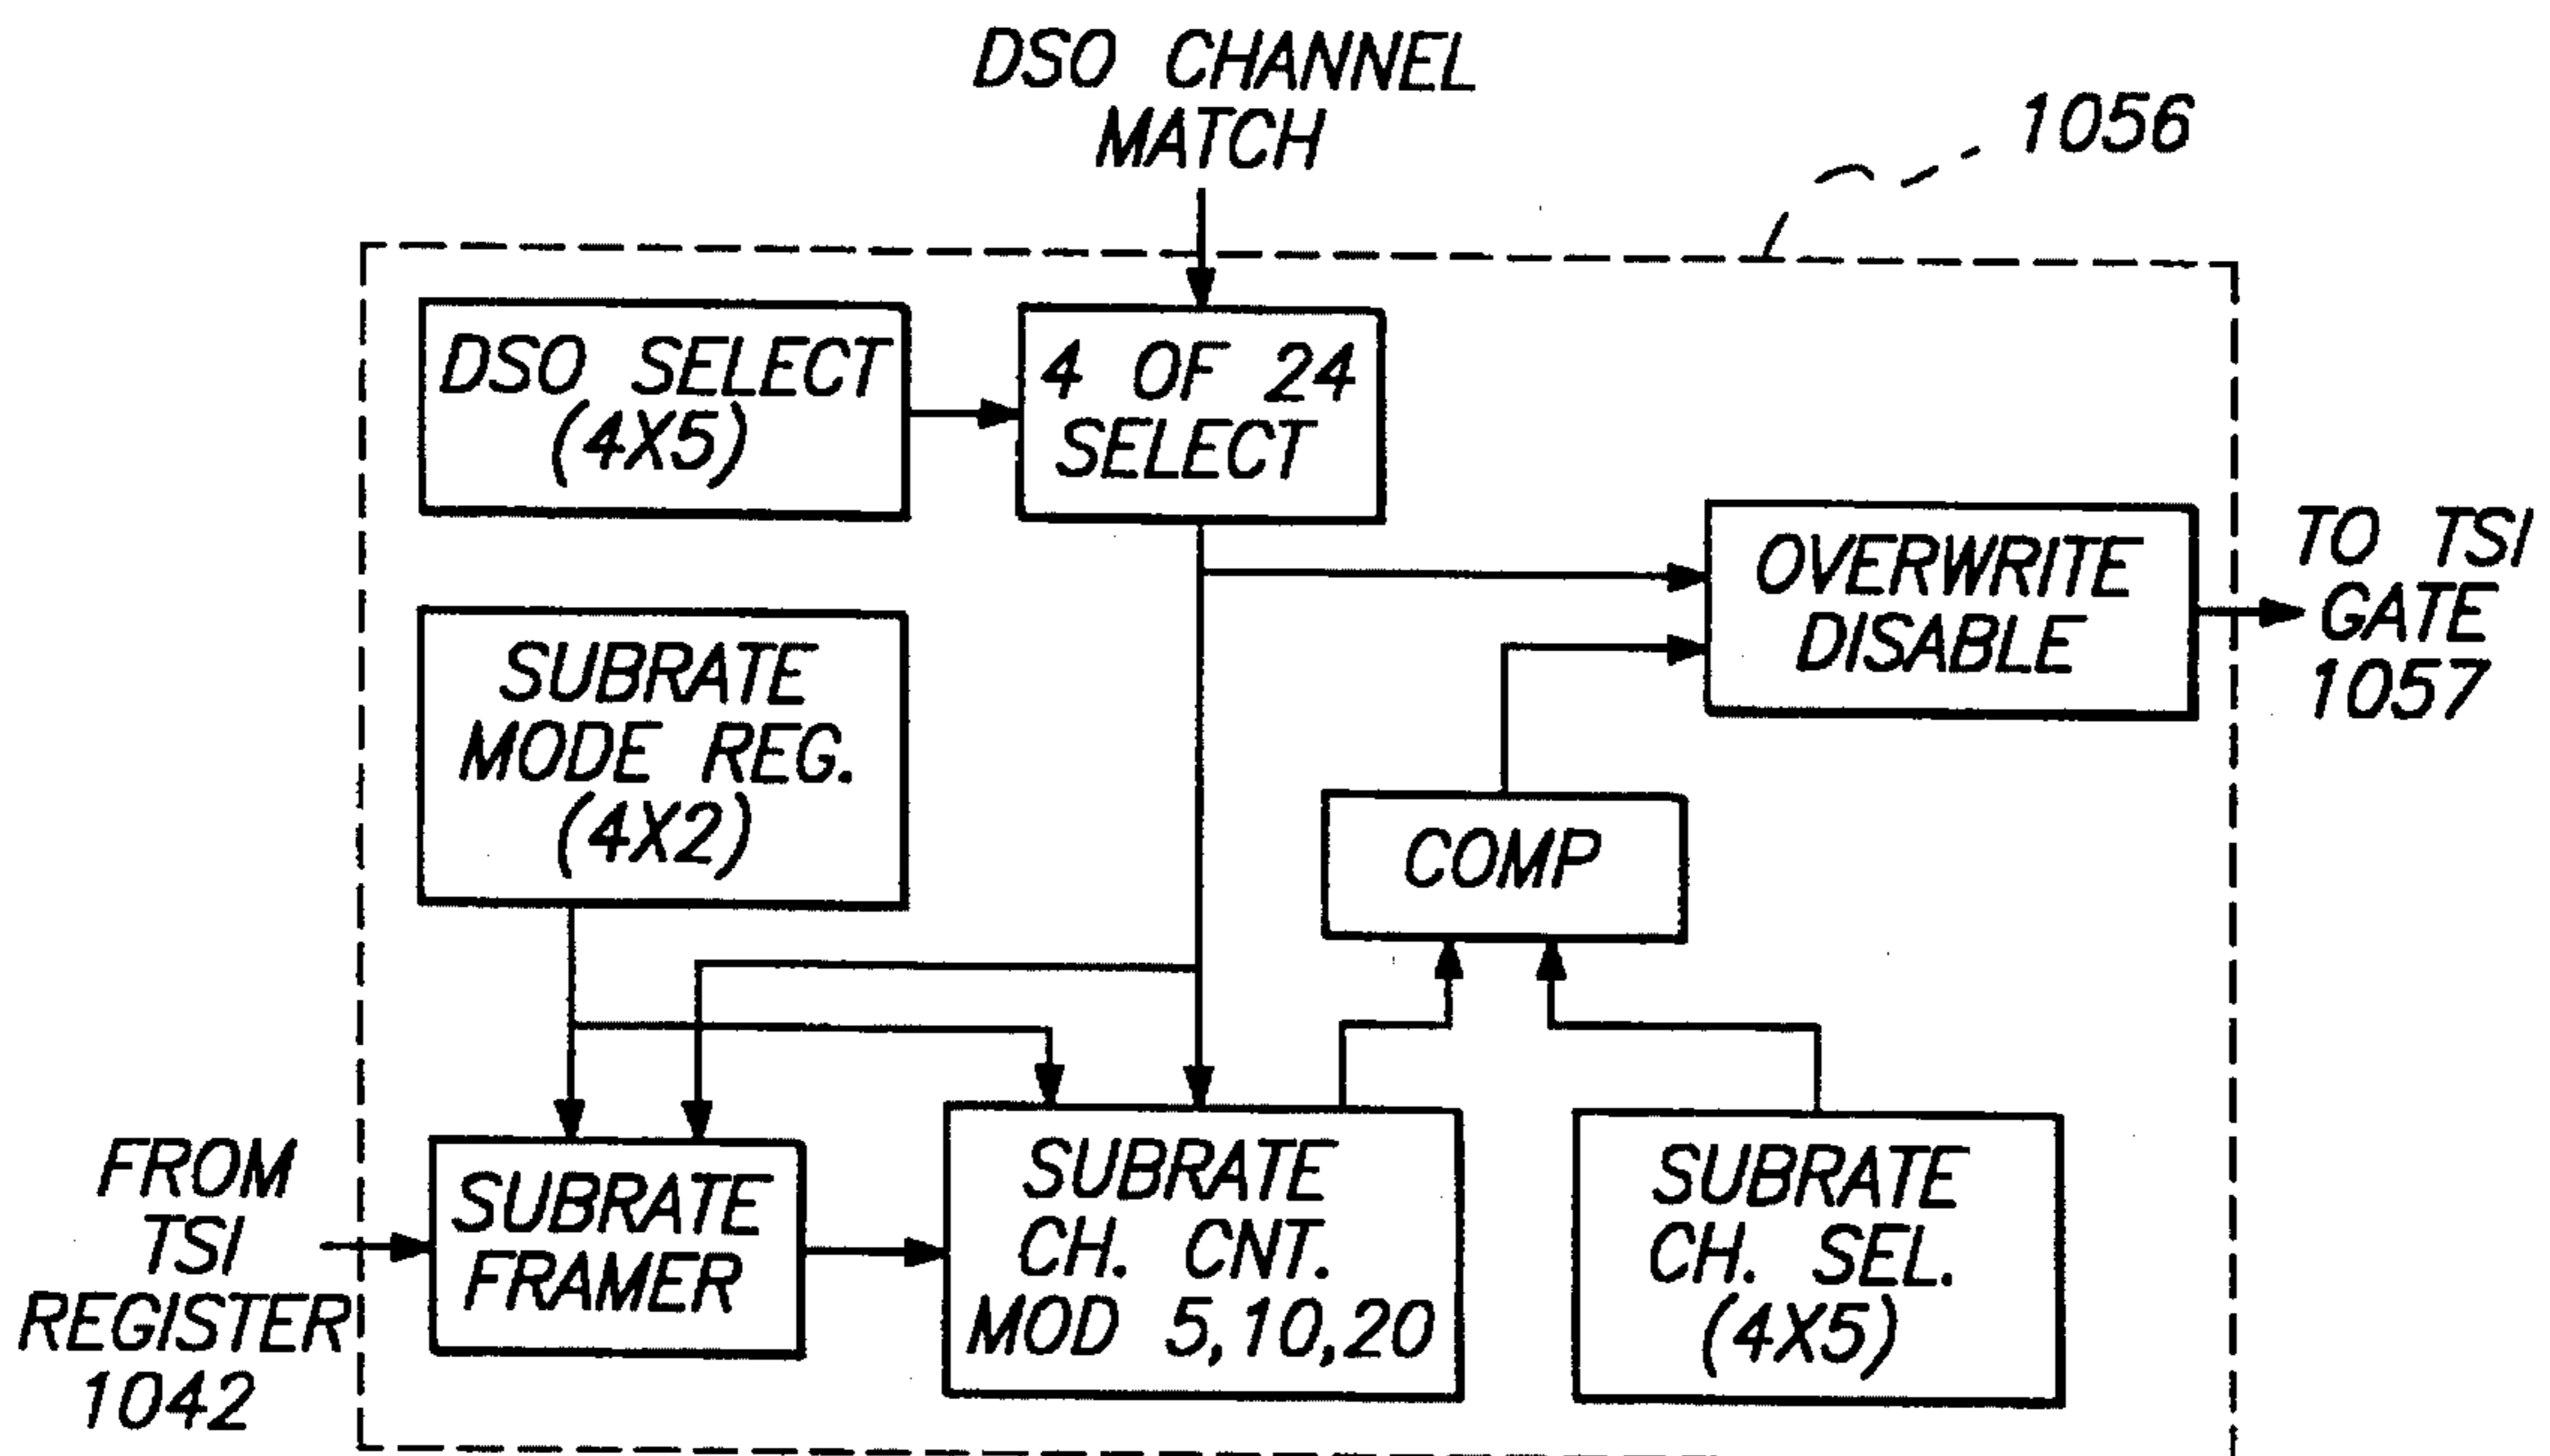 DSO CHANNEL
MATCH
1056
DSO SELECT
(4X5)
4 OF 24
SELECT
OVERWRITE
DISABLE
TO TSI
GATE
1057
SUBRATE
MODE REG.
(4X2)
COMP
FROM
TSI
REGISTER
1042
SUBRATE
FRAMER
SUBRATE
CH. CNT.
MOD 5,10,20
SUBRATE
CH. SEL.
(4X5)